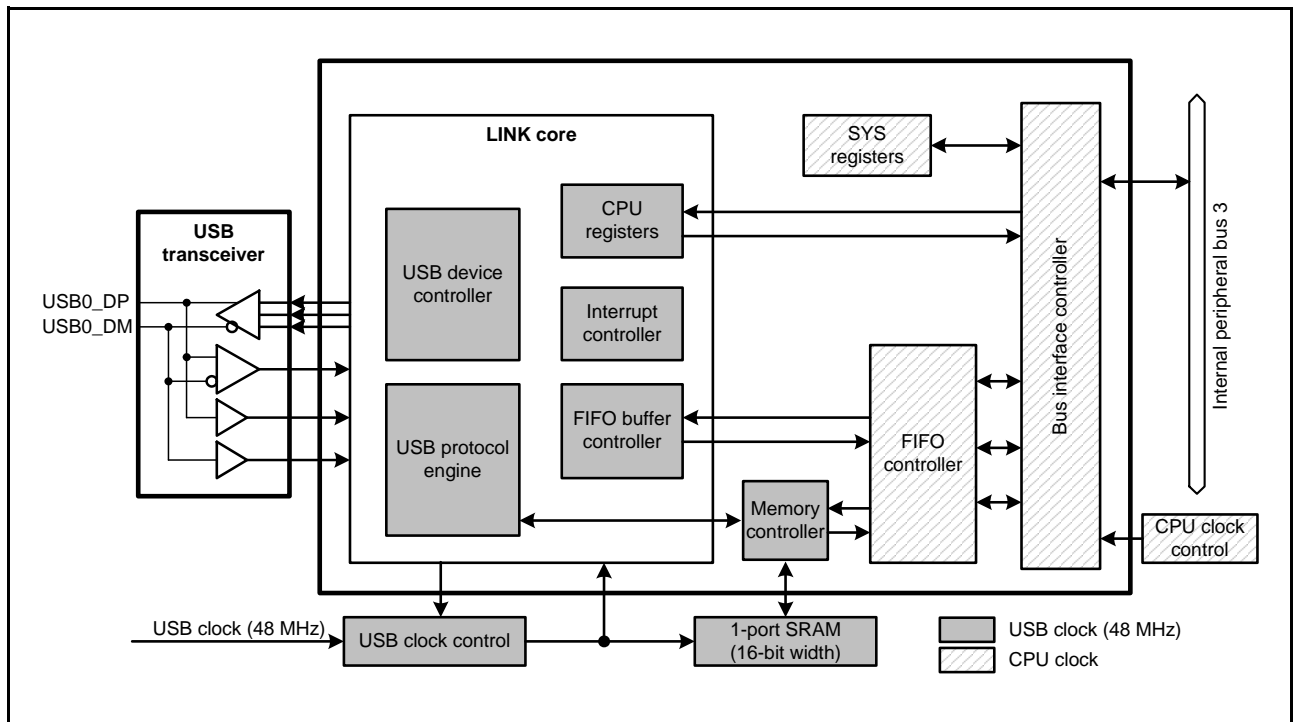 LINK core
SYS
registers
CPU
registers
USB
transceiver
USB device
controller
USB0_DP
USB0_DM
Interrupt
controller
Bus interface controller
Internal peripheral bus 3
FIFO buffer
controller
FIFO
controller
USB protocol
engine
Memory
controller
CPU clock
control
USB clock (48 MHz)
USB clock control
1-port SRAM
(16-bit width)
USB clock (48 MHz)
CPU clock